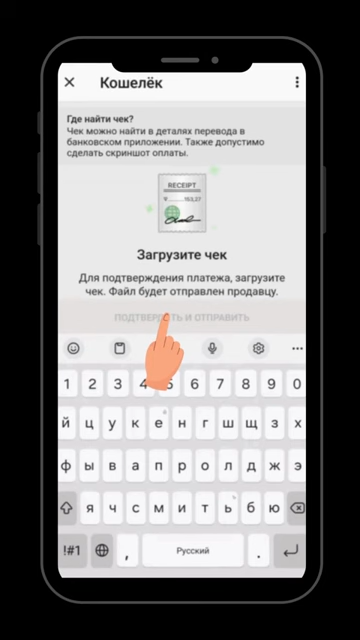 Кошелёк
Где найти чек?
Чек можно найти в деталях перевода в
банковском приложении. Также допустимо
сделать скриншот оплаты.
RECEIPT
153,27
Загрузите чек
Для подтверждения платежа, загрузите
чек. Файл будет отправлен продавцу.
ПОДТВЕРДИТЬ И ОТПРАВИТЬ
1 2 3 4 5 6 7 8 9 0
й ц у к е н г ш щ з х
ф ы в а п р о л д ж э
я ч с м и т ь б ю
!#1 , Русский .